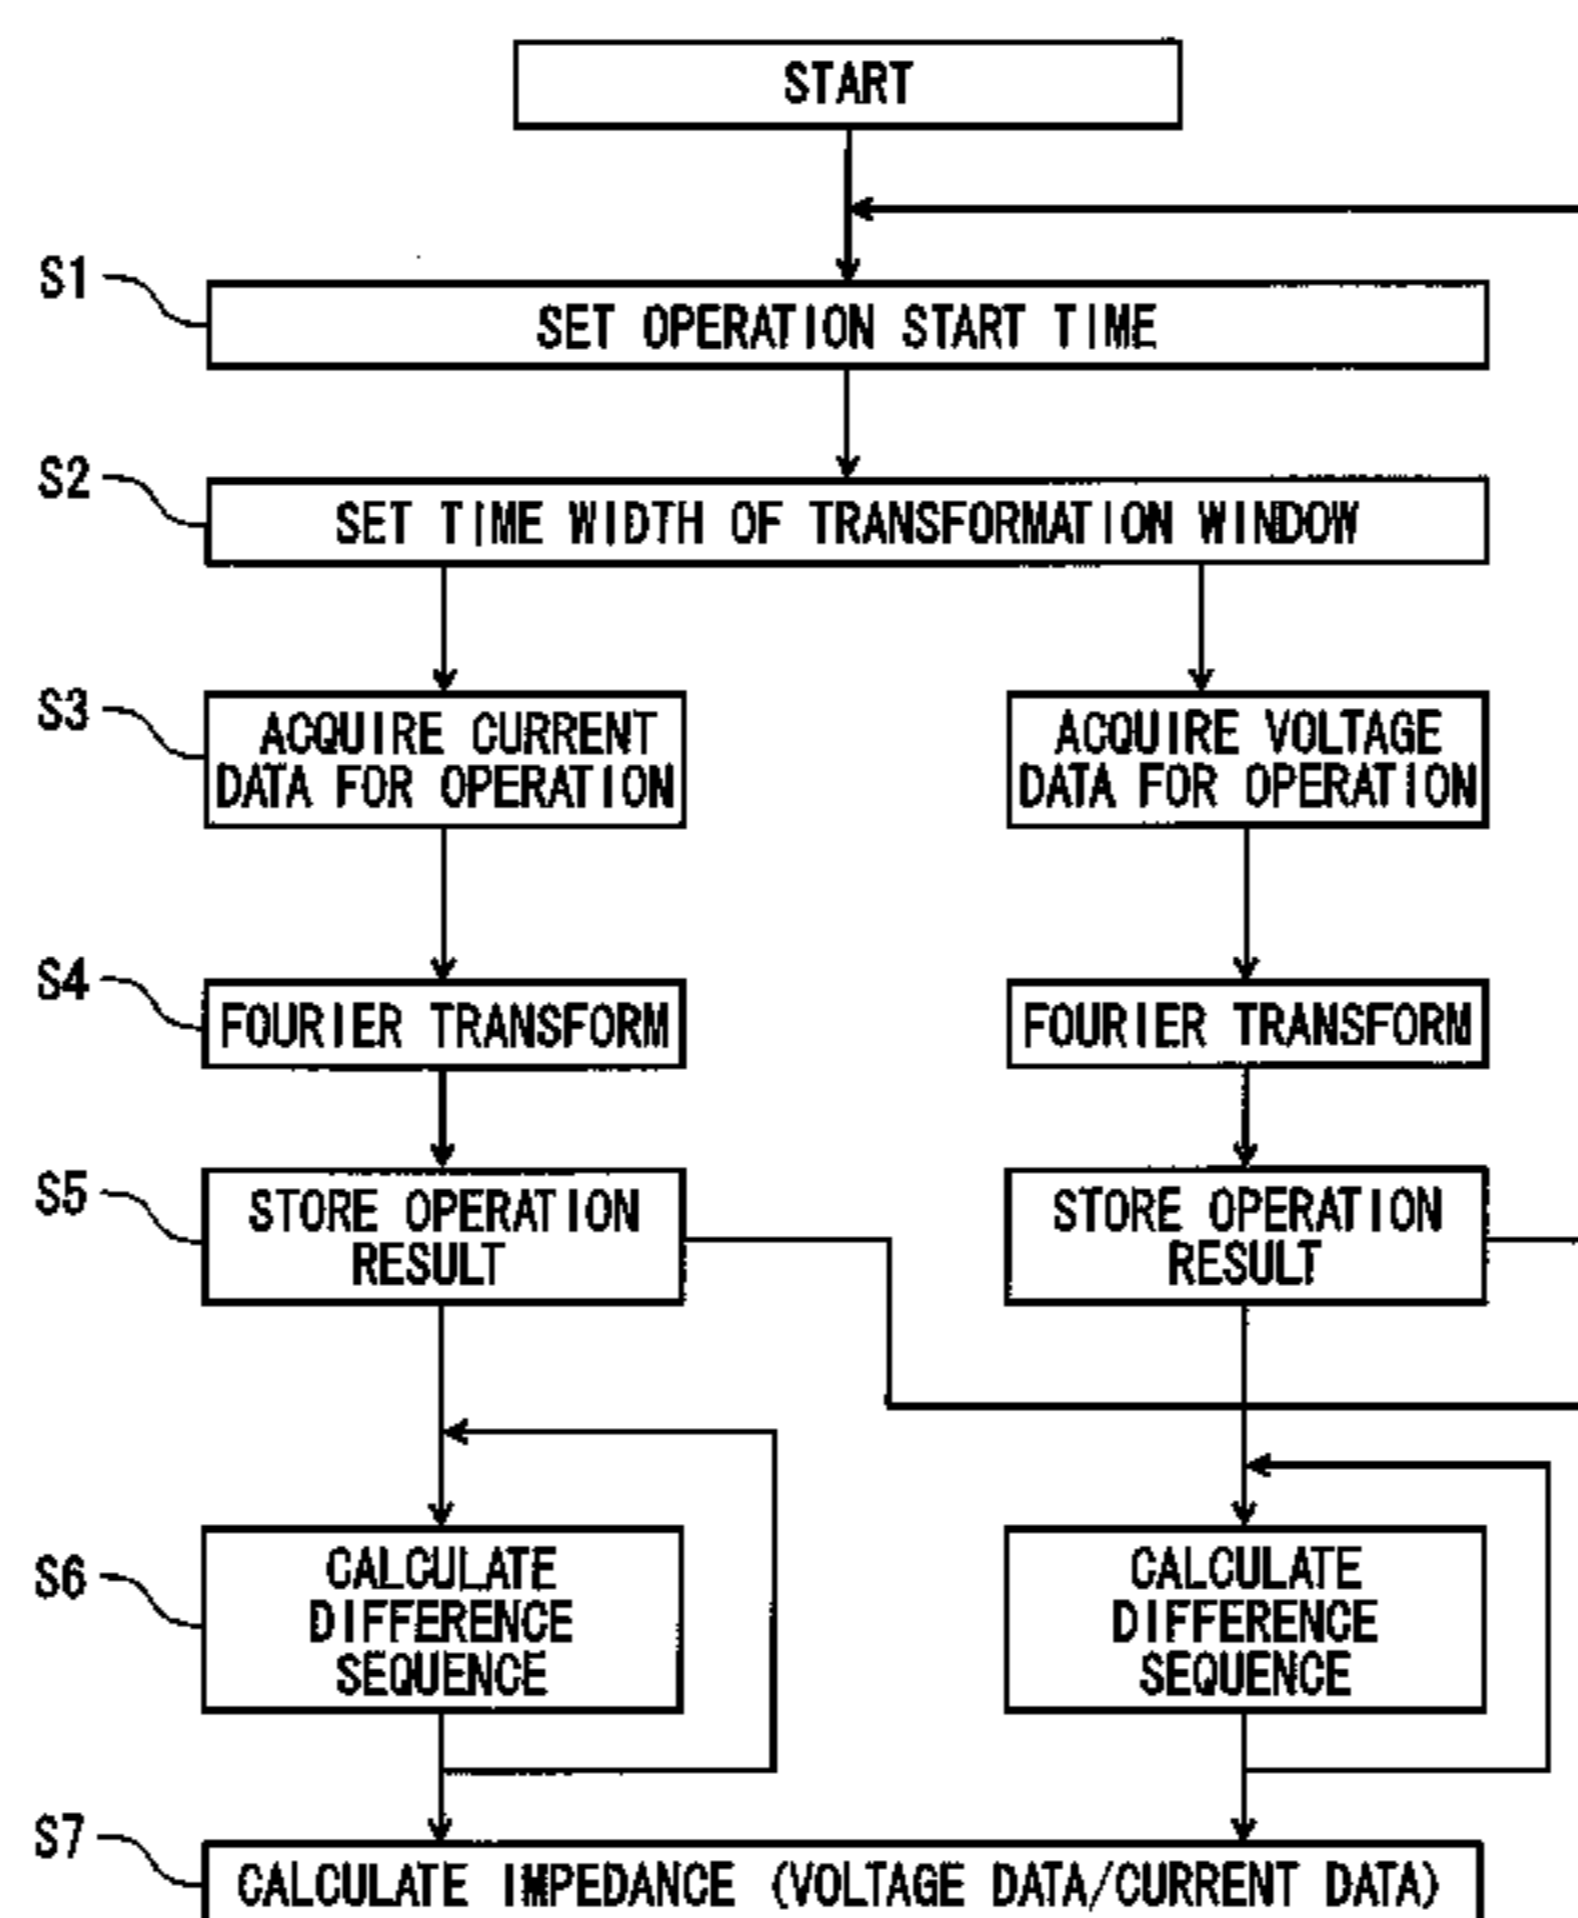 START
S1
SET OPERATION START TIME
S2
SET TIME WIDTH OF TRANSFORMATION WINDOW
S3
ACQUIRE CURRENT
DATA FOR OPERATION
ACQUIRE VOLTAGE
DATA FOR OPERATION
S4
FOURIER TRANSFORM
FOURIER TRANSFORM
S5
STORE OPERATION
RESULT
STORE OPERATION
RESULT
S6
CALCULATE
DIFFERENCE
SEQUENCE
CALCULATE
DIFFERENCE
SEQUENCE
S7
CALCULATE IMPEDANCE (VOLTAGE DATA/CURRENT DATA)